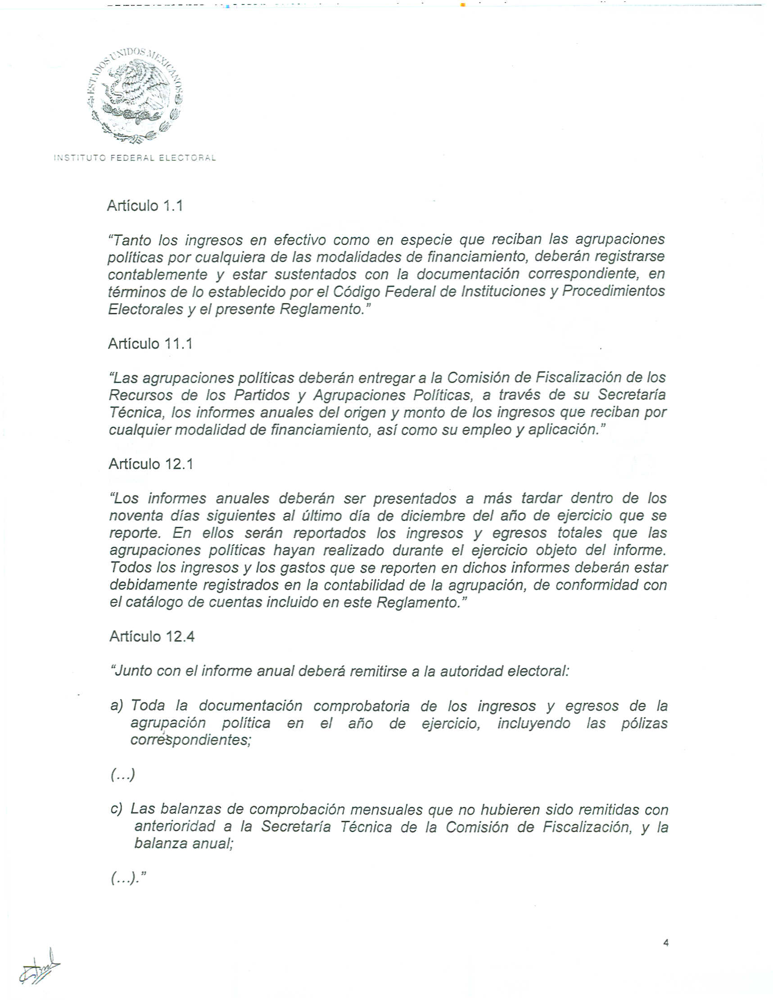 ESTADOS UNIDOS MEXICANOS
INSTITUTO FEDERAL ELECTORAL
Artículo 1.1
“Tanto los ingresos en efectivo como en especie que reciban las agrupaciones
políticas por cualquiera de las modalidades de financiamiento, deberán registrarse
contablemente y estar sustentados con la documentación correspondiente, en
términos de lo establecido por el Código Federal de Instituciones y Procedimientos
Electorales y el presente Reglamento.”
Artículo 11.1
“Las agrupaciones políticas deberán entregar a la Comisión de Fiscalización de los
Recursos de los Partidos y Agrupaciones Políticas, a través de su Secretaría
Técnica, los informes anuales del origen y monto de los ingresos que reciban por
cualquier modalidad de financiamiento, así como su empleo y aplicación.”
Artículo 12.1
“Los informes anuales deberán ser presentados a más tardar dentro de los
noventa días siguientes al último día de diciembre del año de ejercicio que se
reporte. En ellos serán reportados los ingresos y egresos totales que las
agrupaciones políticas hayan realizado durante el ejercicio objeto del informe.
Todos los ingresos y los gastos que se reporten en dichos informes deberán estar
debidamente registrados en la contabilidad de la agrupación, de conformidad con
el catálogo de cuentas incluido en este Reglamento.”
Artículo 12.4
“Junto con el informe anual deberá remitirse a la autoridad electoral:
a) Toda la documentación comprobatoria de los ingresos y egresos de la
agrupación política en el año de ejercicio, incluyendo las pólizas
correspondientes;
(...)
c) Las balanzas de comprobación mensuales que no hubieren sido remitidas con
anterioridad a la Secretaría Técnica de la Comisión de Fiscalización, y la
balanza anual;
(...).”
4